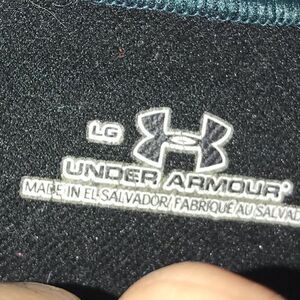 LG
UNDER ARMOUR®
MADE IN EL SALVADOR/ FABRIQUÉ AU SALVAD